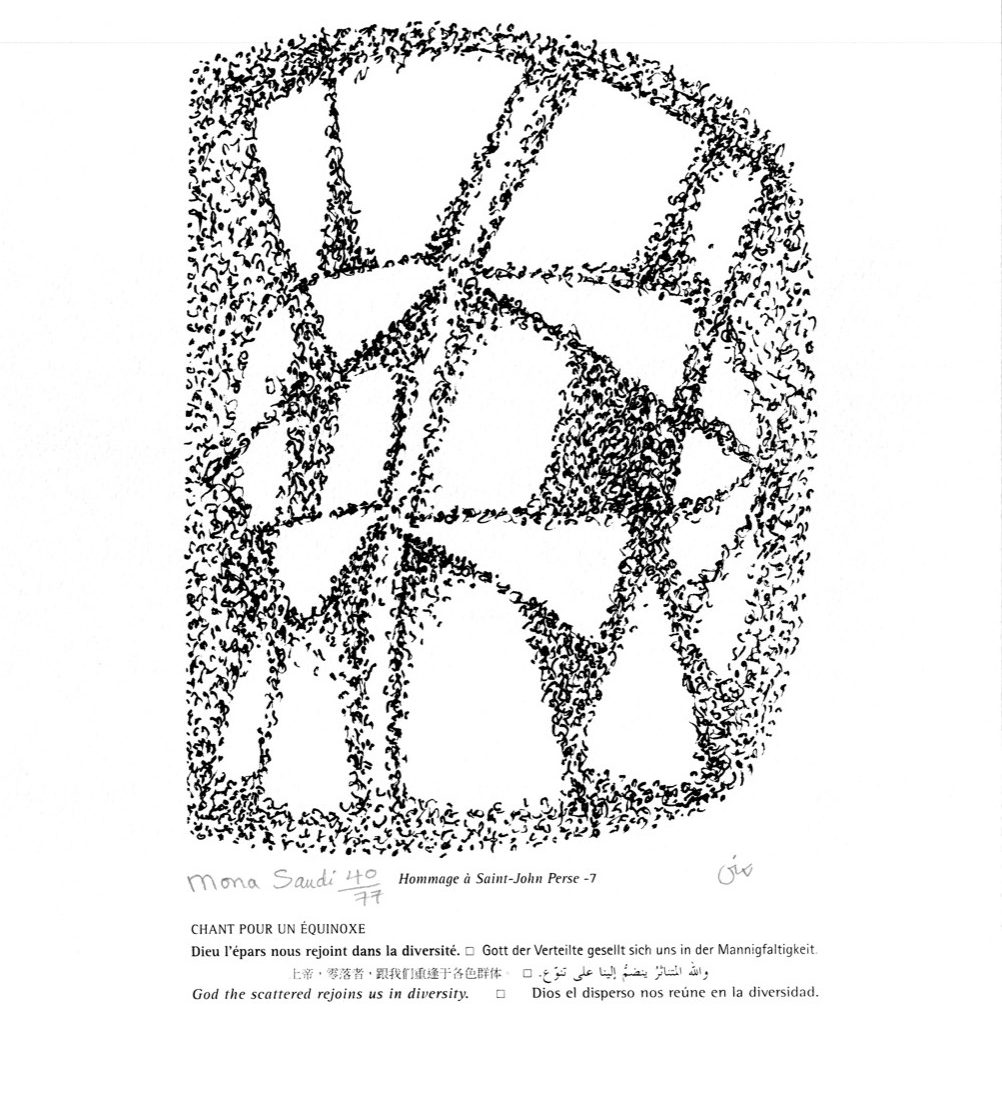 Mona Saudi 40/77 Hommage à Saint-John Perse -7 منى
CHANT POUR UN ÉQUINOXE
Dieu l'épars nous rejoint dans la diversité. □ Gott der Verteilte gesellt sich uns in der Mannigfaltigkeit.
上帝，零落者，跟我们重逢于各色群体。 □ والله المتناثرُ ينضمُّ إلينا على تنوّع.
God the scattered rejoins us in diversity. □ Dios el disperso nos reúne en la diversidad.